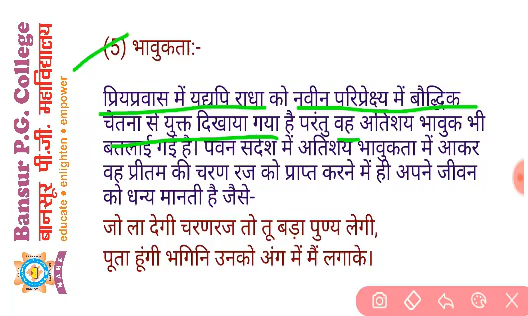 Bansur P.G. College
बानसूर पी.जी. महाविद्यालय
educate • enlighten • empower
(5) भावुकता:-
प्रियप्रवास में यद्यपि राधा को नवीन परिप्रेक्ष्य में बौद्धिक
चेतना से युक्त दिखाया गया है परंतु वह अतिशय भावुक भी
बतलाई गई है। पवन संदेश में अतिशय भावुकता में आकर
वह प्रीतम की चरण रज को प्राप्त करने में ही अपने जीवन
को धन्य मानती है जैसे-
जो ला देगी चरणरज तो तू बड़ा पुण्य लेगी,
पूता हूंगी भगिनि उनको अंग में मैं लगाके।